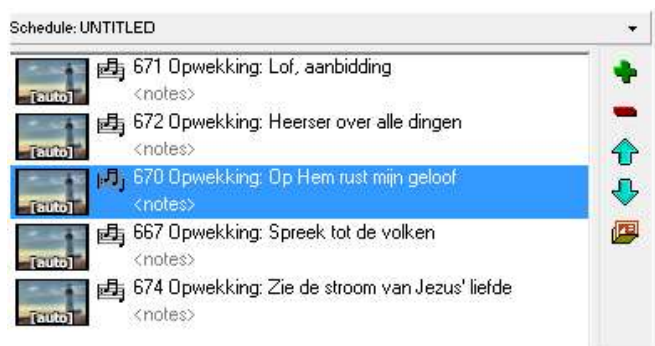 Schedule: UNTITLED
671 Opwekking: Lof, aanbidding
[auto]
<notes>
672 Opwekking: Heerser over alle dingen
[auto]
<notes>
670 Opwekking: Op Hem rust mijn geloof
[auto]
<notes>
667 Opwekking: Spreek tot de volken
[auto]
<notes>
674 Opwekking: Zie de stroom van Jezus' liefde
[auto]
<notes>